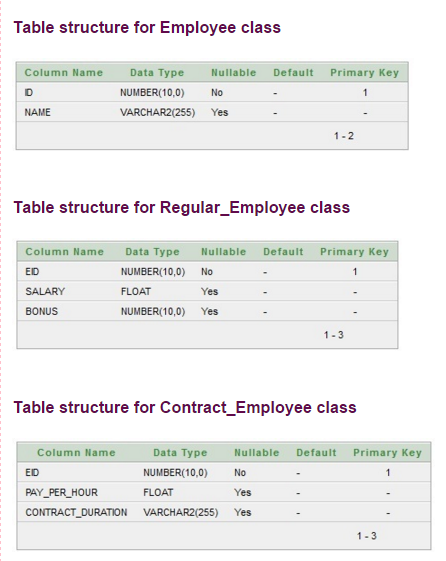 Table structure for Employee class
Column Name Data Type Nullable Default Primary Key
ID NUMBER(10,0) No - 1
NAME VARCHAR2(255) Yes - -
1 - 2
Table structure for Regular_Employee class
Column Name Data Type Nullable Default Primary Key
EID NUMBER(10,0) No - 1
SALARY FLOAT Yes - -
BONUS NUMBER(10,0) Yes - -
1 - 3
Table structure for Contract_Employee class
Column Name Data Type Nullable Default Primary Key
EID NUMBER(10,0) No - 1
PAY_PER_HOUR FLOAT Yes - -
CONTRACT_DURATION VARCHAR2(255) Yes - -
1 - 3